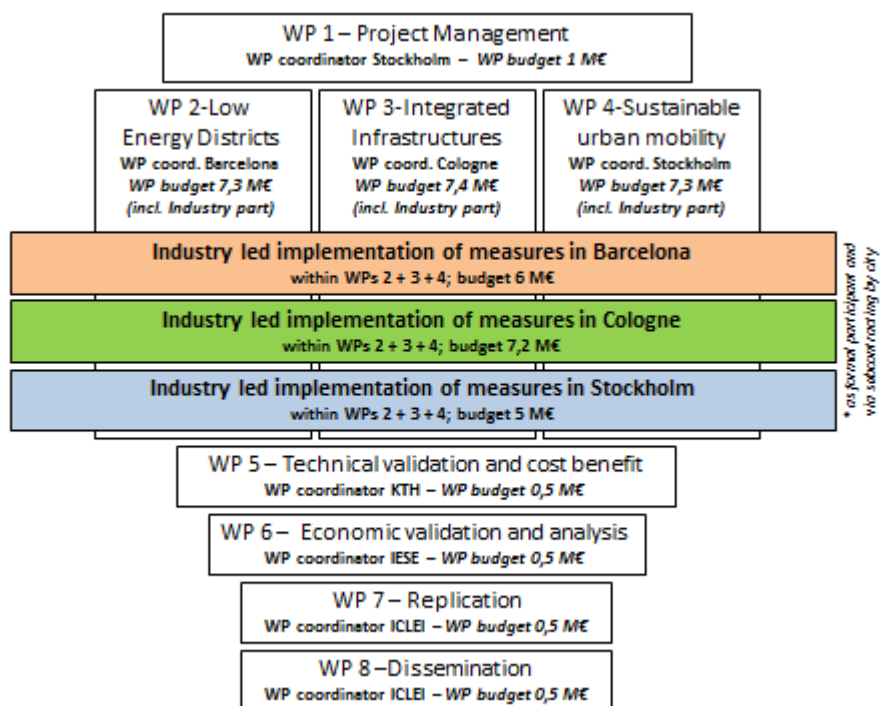 WP 1 – Project Management
WP coordinator Stockholm – WP budget 1 M€
WP 2-Low
Energy Districts
WP coord. Barcelona
WP budget 7,3 M€
(incl. Industry part)
WP 3-Integrated
Infrastructures
WP coord. Cologne
WP budget 7,4 M€
(incl. Industry part)
WP 4-Sustainable
urban mobility
WP coord. Stockholm
WP budget 7,3 M€
(incl. Industry part)
Industry led implementation of measures in Barcelona
within WPs 2 + 3 + 4; budget 6 M€
Industry led implementation of measures in Cologne
within WPs 2 + 3 + 4; budget 7,2 M€
Industry led implementation of measures in Stockholm
within WPs 2 + 3 + 4; budget 5 M€
* as formal participant and
via subcontracting by city
WP 5 – Technical validation and cost benefit
WP coordinator KTH – WP budget 0,5 M€
WP 6 – Economic validation and analysis
WP coordinator IESE – WP budget 0,5 M€
WP 7 – Replication
WP coordinator ICLEI – WP budget 0,5 M€
WP 8 –Dissemination
WP coordinator ICLEI – WP budget 0,5 M€